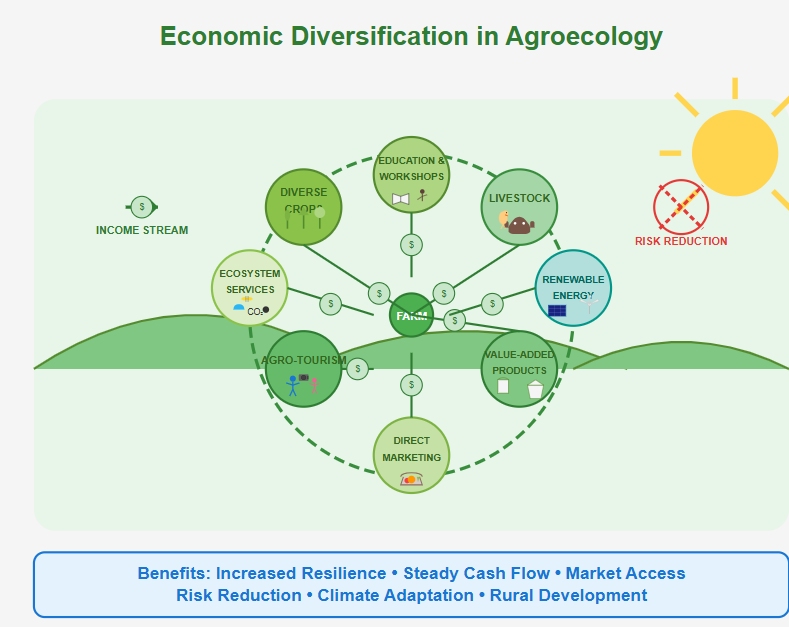 Economic Diversification in Agroecology
EDUCATION &
WORKSHOPS
DIVERSE
CROPS
LIVESTOCK
$
INCOME STREAM
RISK REDUCTION
$
ECOSYSTEM
SERVICES
CO₂
RENEWABLE
ENERGY
$
$
$
$
FARM
$
AGRO-TOURISM
$
VALUE-ADDED
PRODUCTS
$
DIRECT
MARKETING
Benefits: Increased Resilience • Steady Cash Flow • Market Access
Risk Reduction • Climate Adaptation • Rural Development